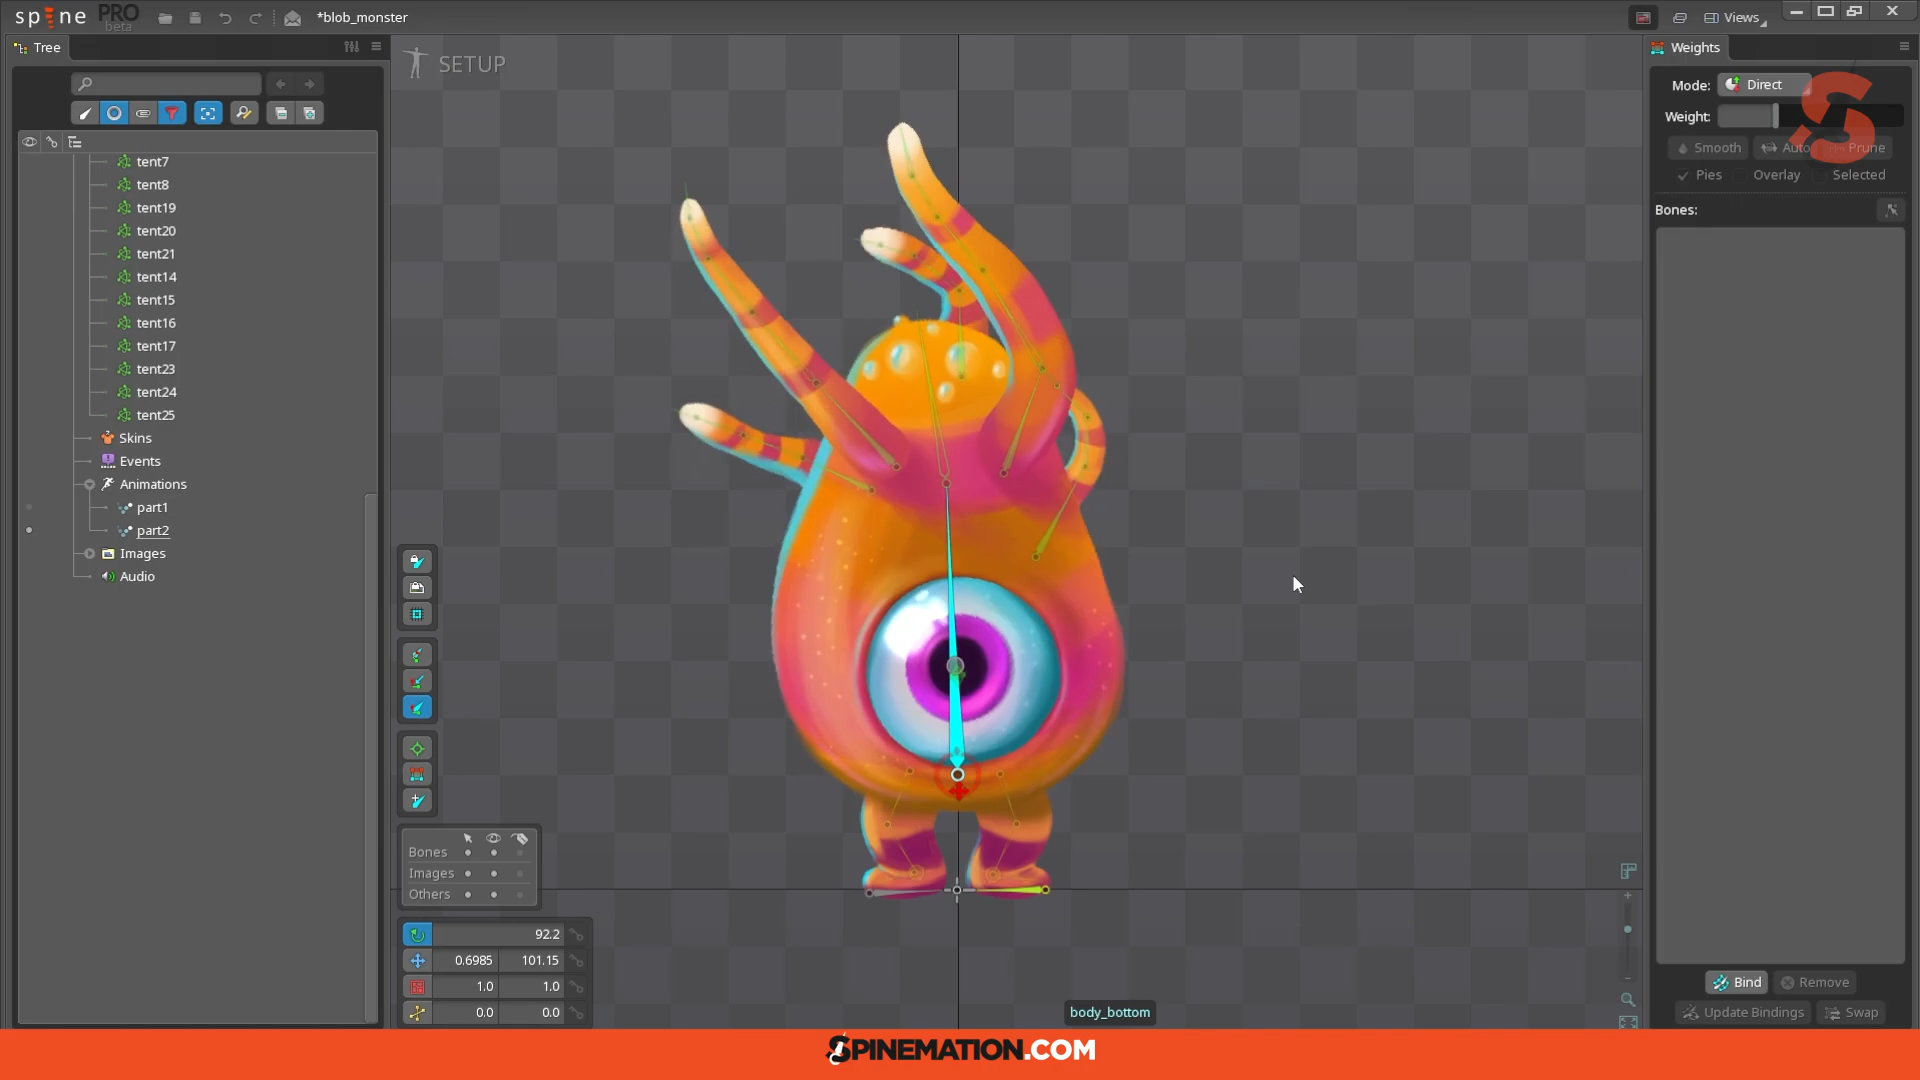 spine PRO beta
*blob_monster
Views
Tree
SETUP
tent7
tent8
tent19
tent20
tent21
tent14
tent15
tent16
tent17
tent23
tent24
tent25
Skins
Events
Animations
part1
part2
Images
Audio
Bones
Images
Others
92.2
0.6985 101.15
1.0 1.0
0.0 0.0
body_bottom
Weights
Mode: Direct
Weight:
Smooth Auto Prune
Pies Overlay Selected
Bones:
Bind Remove
Update Bindings Swap
SPINEMATION.COM